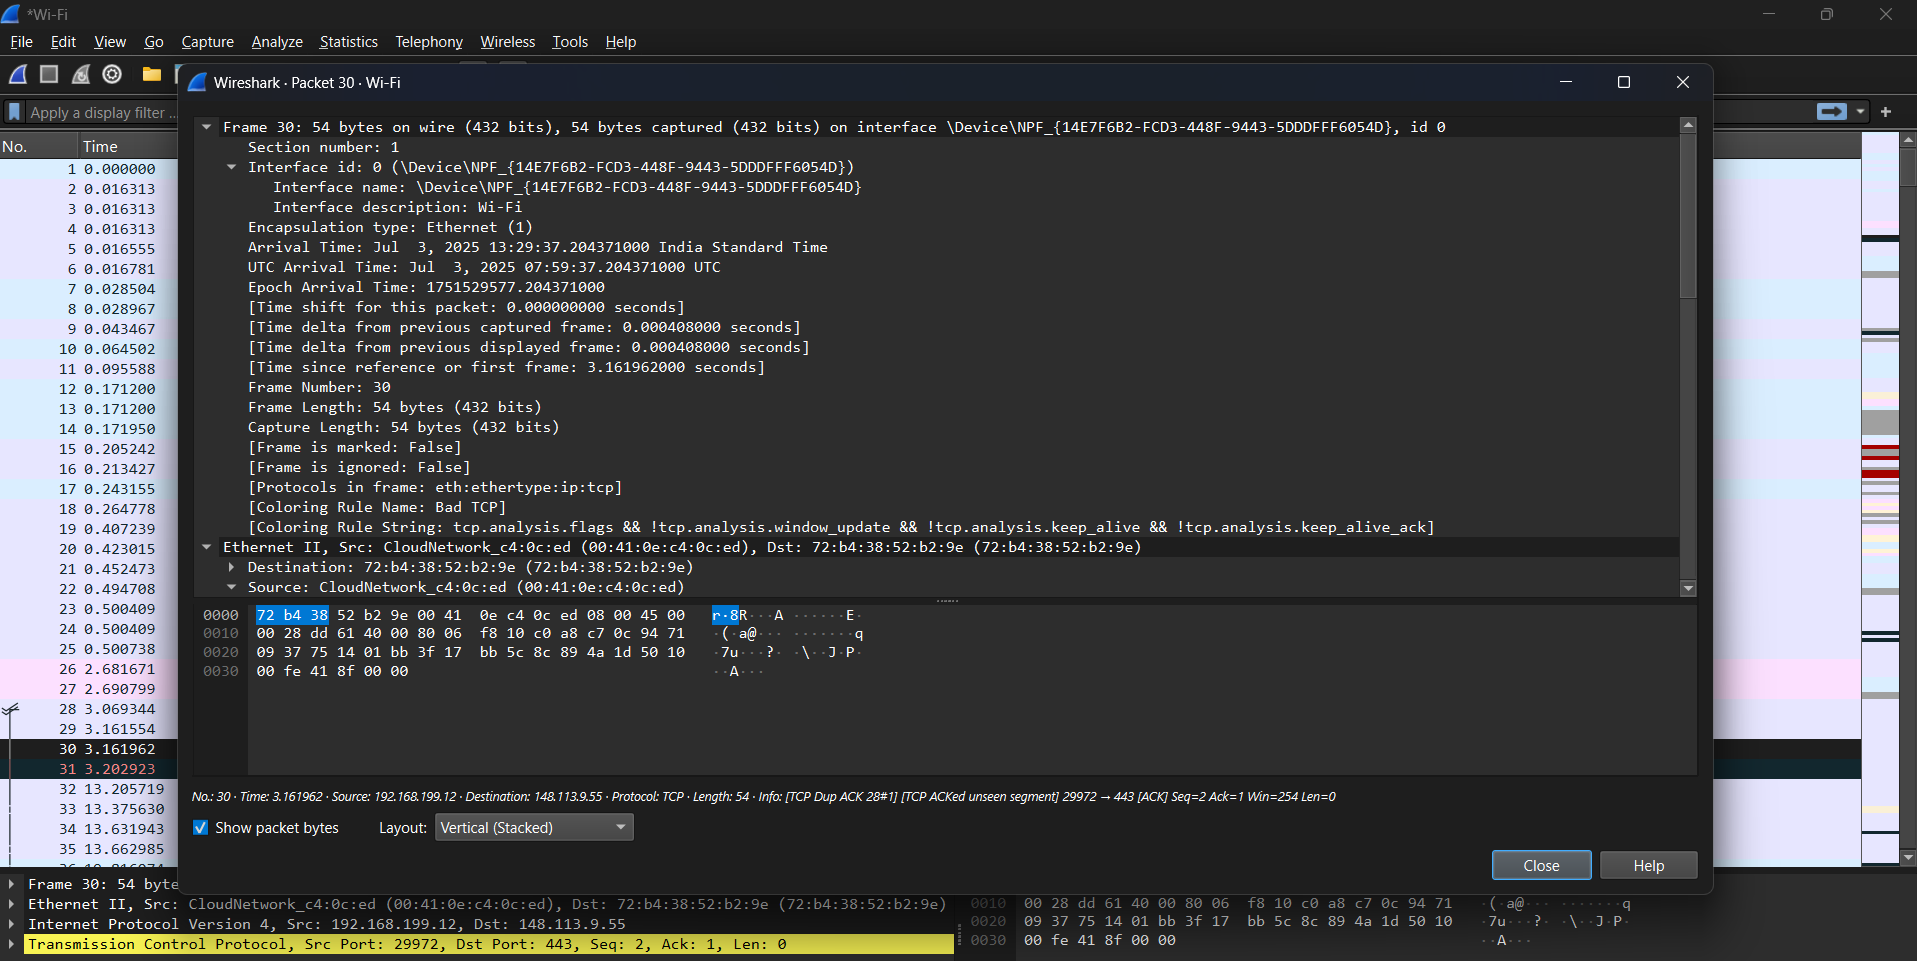 *Wi-Fi
File Edit View Go Capture Analyze Statistics Telephony Wireless Tools Help
Wireshark · Packet 30 · Wi-Fi
Apply a display filter ...
No. Time
1 0.000000
2 0.016313
3 0.016313
4 0.016313
5 0.016555
6 0.016781
7 0.028504
8 0.028967
9 0.043467
10 0.064502
11 0.095588
12 0.171200
13 0.171200
14 0.171950
15 0.205242
16 0.213427
17 0.243155
18 0.264778
19 0.407239
20 0.423015
21 0.452473
22 0.494708
23 0.500409
24 0.500409
25 0.500738
26 2.681671
27 2.690799
28 3.069344
29 3.161554
30 3.161962
31 3.202923
32 13.205719
33 13.375630
34 13.631943
35 13.662985
Frame 30: 54 bytes on wire (432 bits), 54 bytes captured (432 bits) on interface \Device\NPF_{14E7F6B2-FCD3-448F-9443-5DDDFFF6054D}, id 0
Section number: 1
Interface id: 0 (\Device\NPF_{14E7F6B2-FCD3-448F-9443-5DDDFFF6054D})
Interface name: \Device\NPF_{14E7F6B2-FCD3-448F-9443-5DDDFFF6054D}
Interface description: Wi-Fi
Encapsulation type: Ethernet (1)
Arrival Time: Jul  3, 2025 13:29:37.204371000 India Standard Time
UTC Arrival Time: Jul  3, 2025 07:59:37.204371000 UTC
Epoch Arrival Time: 1751529577.204371000
[Time shift for this packet: 0.000000000 seconds]
[Time delta from previous captured frame: 0.000408000 seconds]
[Time delta from previous displayed frame: 0.000408000 seconds]
[Time since reference or first frame: 3.161962000 seconds]
Frame Number: 30
Frame Length: 54 bytes (432 bits)
Capture Length: 54 bytes (432 bits)
[Frame is marked: False]
[Frame is ignored: False]
[Protocols in frame: eth:ethertype:ip:tcp]
[Coloring Rule Name: Bad TCP]
[Coloring Rule String: tcp.analysis.flags && !tcp.analysis.window_update && !tcp.analysis.keep_alive && !tcp.analysis.keep_alive_ack]
Ethernet II, Src: CloudNetwork_c4:0c:ed (00:41:0e:c4:0c:ed), Dst: 72:b4:38:52:b2:9e (72:b4:38:52:b2:9e)
Destination: 72:b4:38:52:b2:9e (72:b4:38:52:b2:9e)
Source: CloudNetwork_c4:0c:ed (00:41:0e:c4:0c:ed)
0000 72 b4 38 52 b2 9e 00 41 0e c4 0c ed 08 00 45 00 r·8R···A ······E·
0010 00 28 dd 61 40 00 80 06 f8 10 c0 a8 c7 0c 94 71 ·(·a@··· ·······q
0020 09 37 75 14 01 bb 3f 17 bb 5c 8c 89 4a 1d 50 10 ·7u···?· ·\··J·P·
0030 00 fe 41 8f 00 00 ··A···
No.: 30 · Time: 3.161962 · Source: 192.168.199.12 · Destination: 148.113.9.55 · Protocol: TCP · Length: 54 · Info: [TCP Dup ACK 28#1] [TCP ACKed unseen segment] 29972 → 443 [ACK] Seq=2 Ack=1 Win=254 Len=0
Show packet bytes Layout: Vertical (Stacked)
Close Help
Frame 30: 54 byte
Ethernet II, Src: CloudNetwork_c4:0c:ed (00:41:0e:c4:0c:ed), Dst: 72:b4:38:52:b2:9e (72:b4:38:52:b2:9e)
Internet Protocol Version 4, Src: 192.168.199.12, Dst: 148.113.9.55
Transmission Control Protocol, Src Port: 29972, Dst Port: 443, Seq: 2, Ack: 1, Len: 0
0010 00 28 dd 61 40 00 80 06 f8 10 c0 a8 c7 0c 94 71 ·(·a@··· ·······q
0020 09 37 75 14 01 bb 3f 17 bb 5c 8c 89 4a 1d 50 10 ·7u···?· ·\··J·P·
0030 00 fe 41 8f 00 00 ··A···